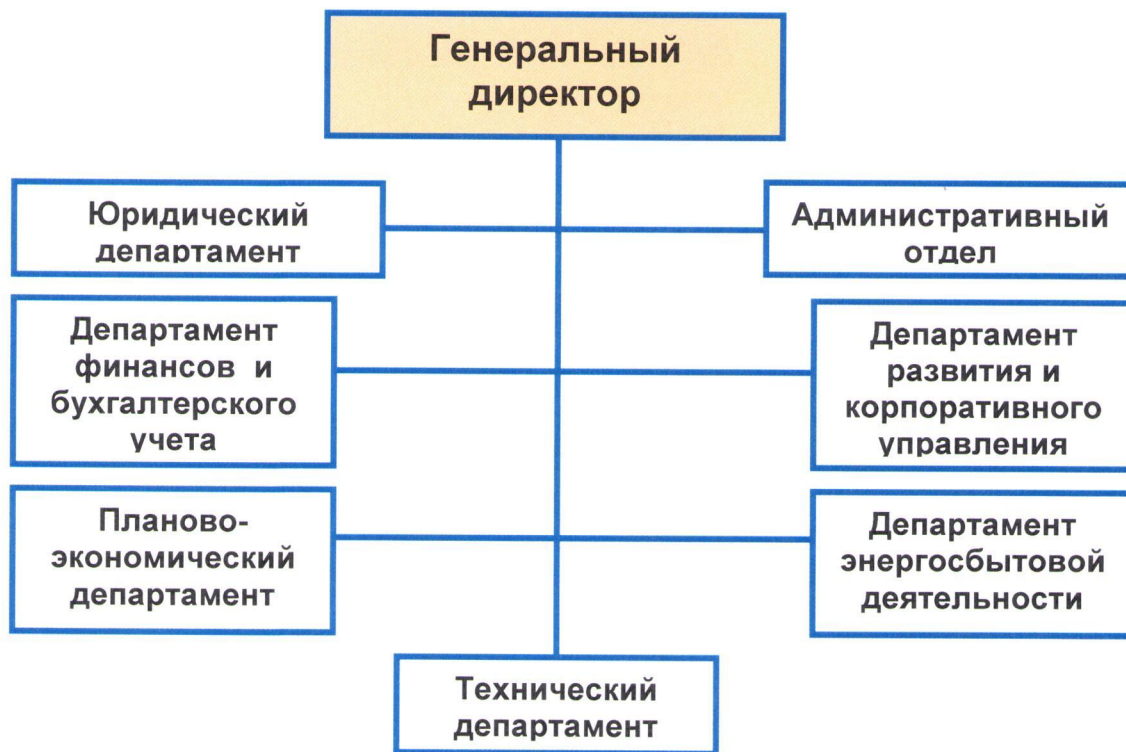 Генеральный
директор
Юридический
департамент
Административный
отдел
Департамент
финансов и
бухгалтерского
учета
Департамент
развития и
корпоративного
управления
Планово-
экономический
департамент
Департамент
энергосбытовой
деятельности
Технический
департамент